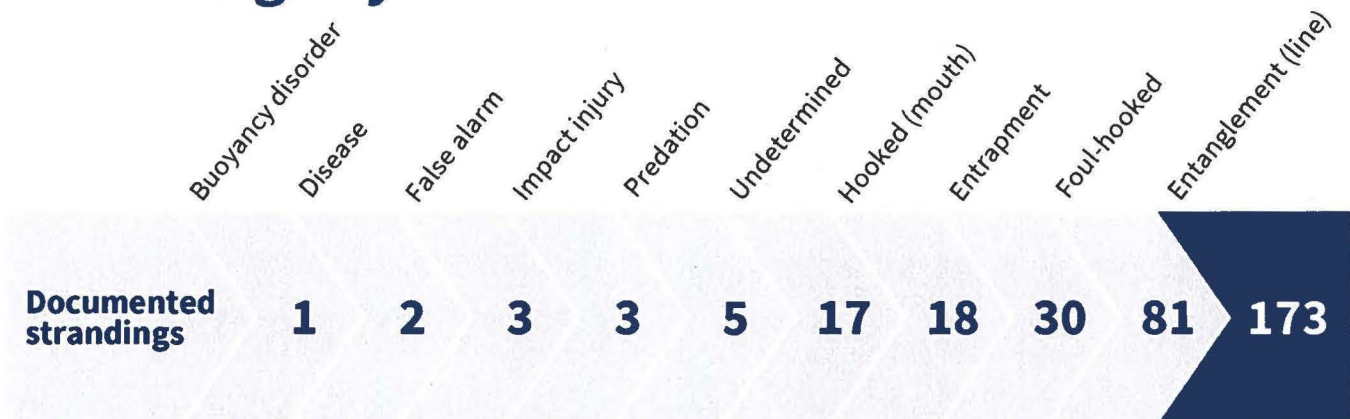 Buoyancy disorder
Disease
False alarm
Impact injury
Predation
Undetermined
Hooked (mouth)
Entrapment
Foul-hooked
Entanglement (line)
Documented
strandings
1
2
3
3
5
17
18
30
81
173